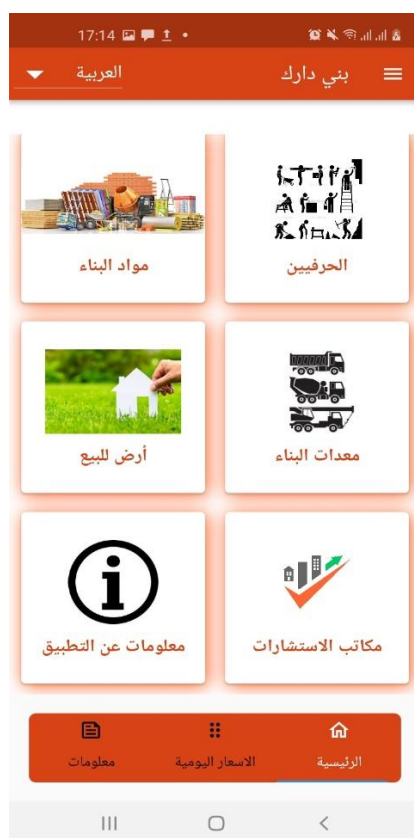 17:14
بني دارك
العربية
الحرفيين
مواد البناء
معدات البناء
أرض للبيع
مكاتب الاستشارات
معلومات عن التطبيق
الرئيسية
الاسعار اليومية
معلومات